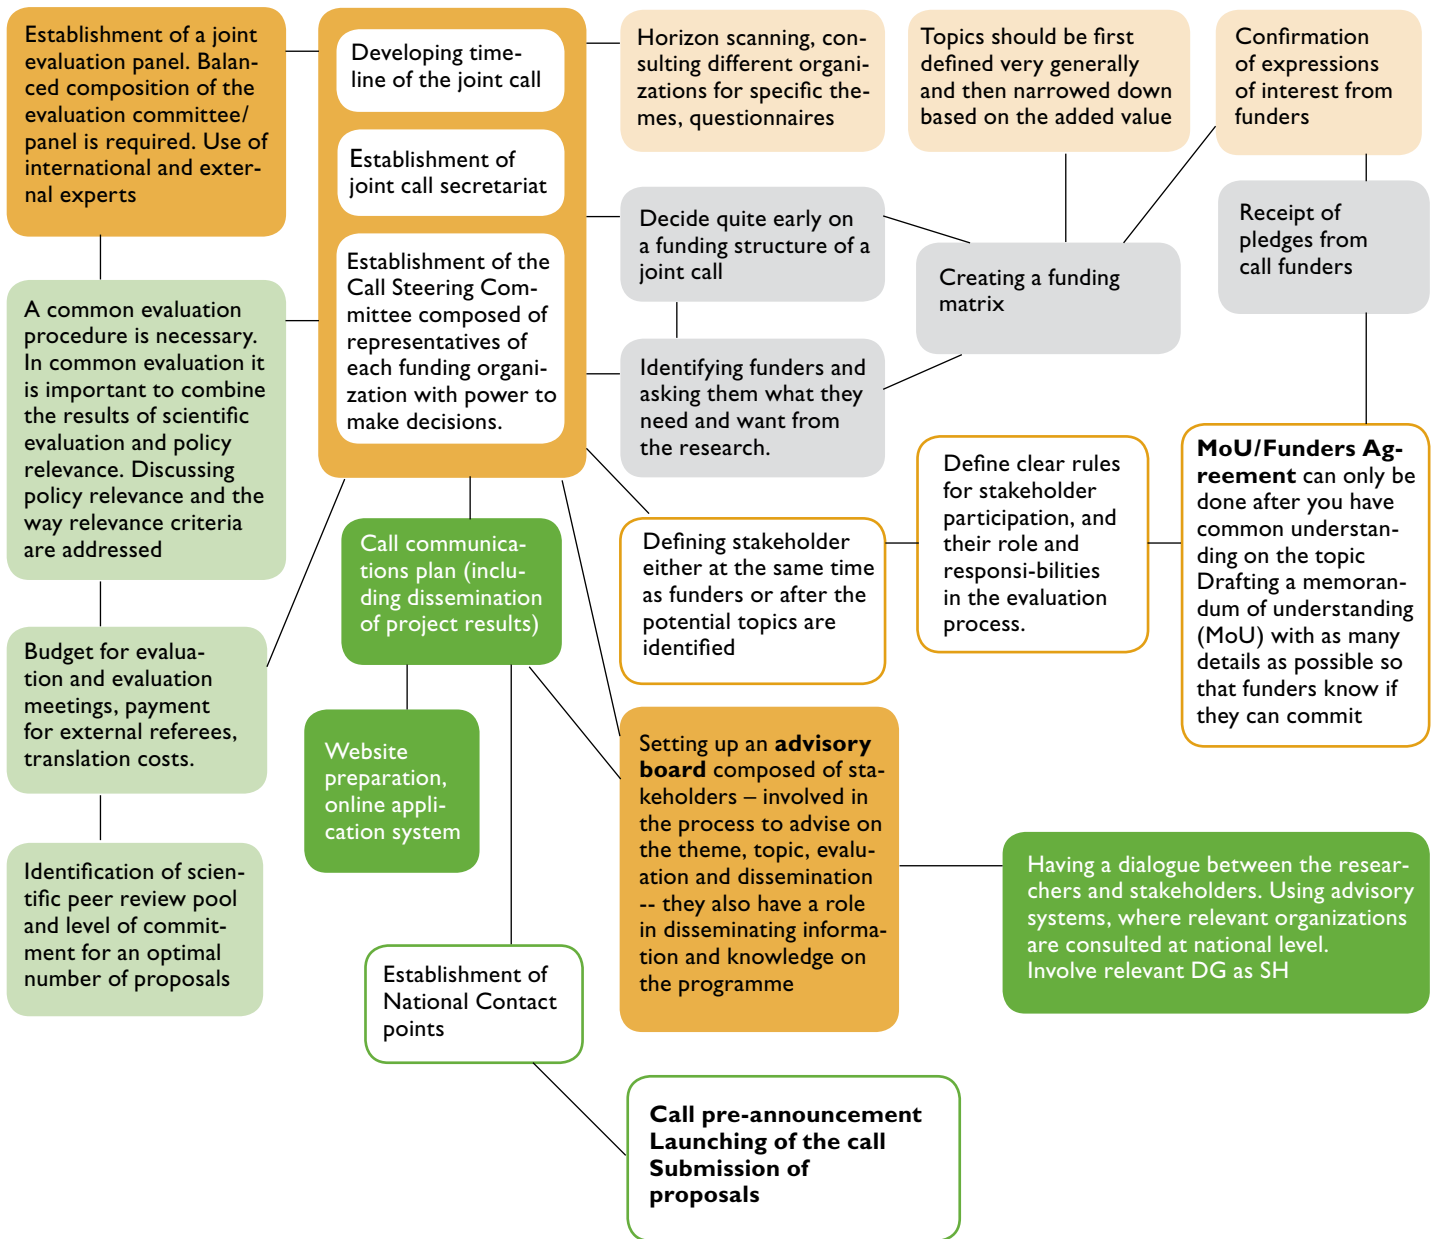 Establishment of a joint
evaluation panel. Balan-
ced composition of the
evaluation committee/
panel is required. Use of
international and exter-
nal experts
Developing time-
line of the joint call
Establishment of
joint call secretariat
Establishment of the
Call Steering Com-
mittee composed of
representatives of
each funding organi-
zation with power to
make decisions.
Horizon scanning, con-
sulting different organi-
zations for specific the-
mes, questionnaires
Topics should be first
defined very generally
and then narrowed down
based on the added value
Confirmation
of expressions
of interest from
funders
Decide quite early on
a funding structure of a
joint call
Creating a funding
matrix
Receipt of
pledges from
call funders
A common evaluation
procedure is necessary.
In common evaluation it
is important to combine
the results of scientific
evaluation and policy
relevance. Discussing
policy relevance and the
way relevance criteria
are addressed
Identifying funders and
asking them what they
need and want from
the research.
Define clear rules
for stakeholder
participation, and
their role and
responsi-bilities
in the evaluation
process.
MoU/Funders Ag-
reement can only be
done after you have
common understan-
ding on the topic
Drafting a memoran-
dum of understanding
(MoU) with as many
details as possible so
that funders know if
they can commit
Call communica-
tions plan (inclu-
ding dissemination
of project results)
Defining stakeholder
either at the same time
as funders or after the
potential topics are
identified
Budget for evalua-
tion and evaluation
meetings, payment
for external referees,
translation costs.
Website
preparation,
online appli-
cation system
Setting up an advisory
board composed of sta-
keholders – involved in
the process to advise on
the theme, topic, evalu-
ation and dissemination
-- they also have a role
in disseminating informa-
tion and knowledge on
the programme
Having a dialogue between the resear-
chers and stakeholders. Using advisory
systems, where relevant organizations
are consulted at national level.
Involve relevant DG as SH
Identification of scien-
tific peer review pool
and level of commit-
ment for an optimal
number of proposals
Establishment of
National Contact
points
Call pre-announcement
Launching of the call
Submission of
proposals